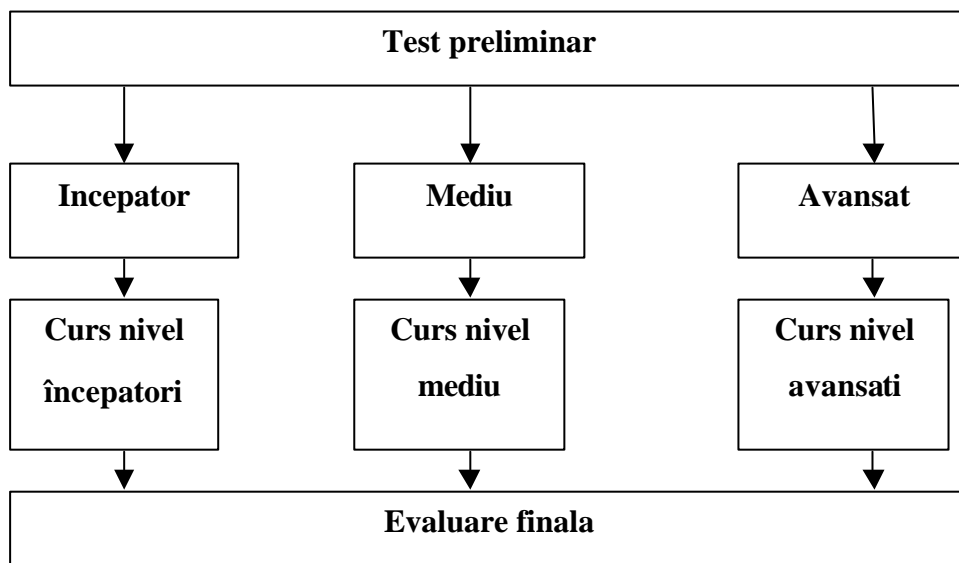 Test preliminar
Incepator
Mediu
Avansat
Curs nivel
începatori
Curs nivel
mediu
Curs nivel
avansati
Evaluare finala